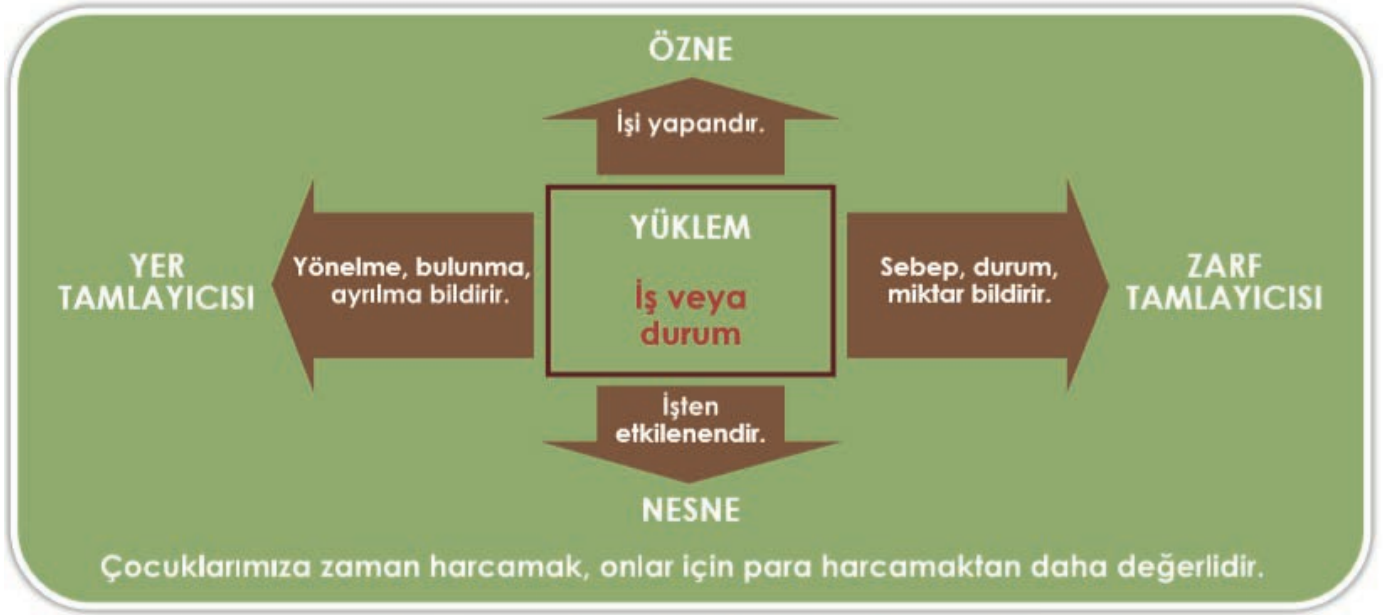 ÖZNE
İşi yapandır.
YER
TAMLAYICISI
Yönelme, bulunma,
ayrılma bildirir.
YÜKLEM
İş veya
durum
Sebep, durum,
miktar bildirir.
ZARF
TAMLAYICISI
İşten
etkilenendir.
NESNE
Çocuklarımıza zaman harcamak, onlar için para harcamaktan daha değerlidir.